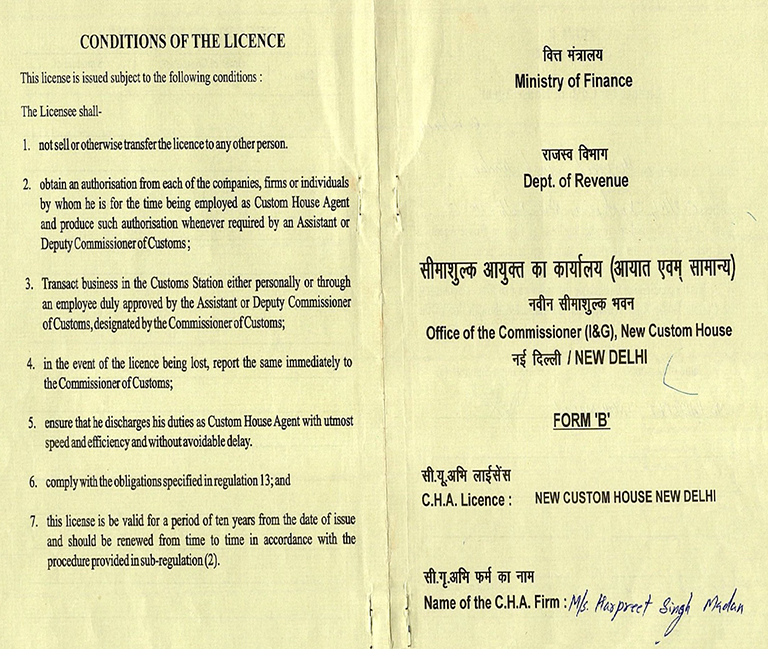 CONDITIONS OF THE LICENCE
This license is issued subject to the following conditions :
The Licensee shall-
1. not sell or otherwise transfer the licence to any other person.
2. obtain an authorisation from each of the companies, firms or individuals
by whom he is for the time being employed as Custom House Agent
and produce such authorisation whenever required by an Assistant or
Deputy Commissioner of Customs ;
3. Transact business in the Customs Station either personally or through
an employee duly approved by the Assistant or Deputy Commissioner
of Customs, designated by the Commissioner of Customs;
4. in the event of the licence being lost, report the same immediately to
the Commissioner of Customs;
5. ensure that he discharges his duties as Custom House Agent with utmost
speed and efficiency and without avoidable delay.
6. comply with the obligations specified in regulation 13; and
7. this license is be valid for a period of ten years from the date of issue
and should be renewed from time to time in accordance with the
procedure provided in sub-regulation (2).
वित्त मंत्रालय
Ministry of Finance
राजस्व विभाग
Dept. of Revenue
सीमाशुल्क आयुक्त का कार्यालय (आयात एवम् सामान्य)
नवीन सीमाशुल्क भवन
Office of the Commissioner (I&G), New Custom House
नई दिल्ली / NEW DELHI
FORM 'B'
सी.यू.अभि लाईसेंस
C.H.A. Licence : NEW CUSTOM HOUSE NEW DELHI
सी.गृ.अभि फर्म का नाम
Name of the C.H.A. Firm : M/s. Harpreet Singh Madan